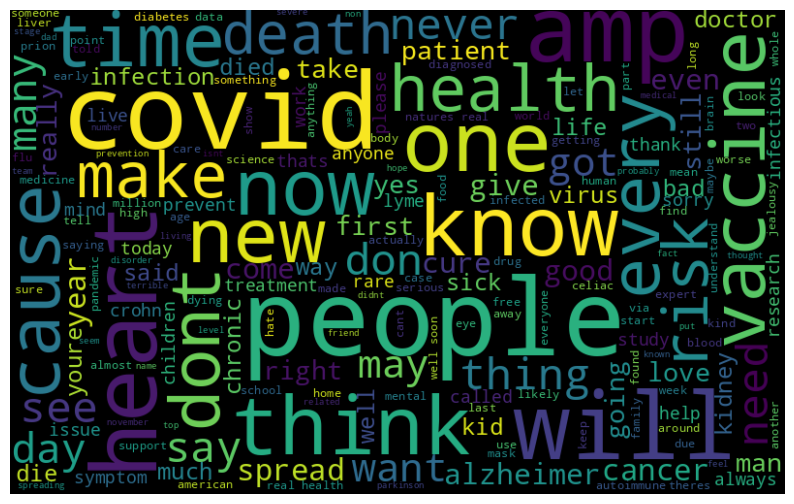 someone
diabetes
data
liver
point
prion
told
stage
dad
time
death
never
amp
doctor
severe
non
infection
died
take
patient
diagnosed
something
early
many
really
live
covid
show
work
anything
yeah
please
natures real
health
even
long
part
whole
let
medical
look
brain
two
still
vaccine
flu
number
isnt
team
prevention
care
science
thats
body
world
getting
life
thank
worse
infectious
medicine
million
high
age
tell
mind
prevent
anyone
hope
food
human
infected
one
every
mean
probably
maybe
bad
sorry
find
jealousy
make
now
yes
lyme
give
virus
got
cause
heart
saying
today
living
new
first
actually
know
risk
understand
research
fact
thought
said
come
way
don
cure
good
sure
pandemic
disorder
terrible
treatment
made
rare
case
sick
drug
celiac
via
expert
youreyear
crohn
dying
dont
chronic
didnt
serious
free
away
everyone
start
put
kind
almost
name
children
level
hate
people
cant
eye
study
known
blood
seem
friend
well soon
may
thing
going
love
need
see
november
school
home
mental
right
called
likely
found
week
family
around
another
day
issue
top
related
think
well
kid
last
will
help
kidney
man
die
support
say
spread
want
use
keep
mask
due
feel
always
symptom
much
american
real health
parkinson
alzheimer
cancer
spreading
autoimmune
theres